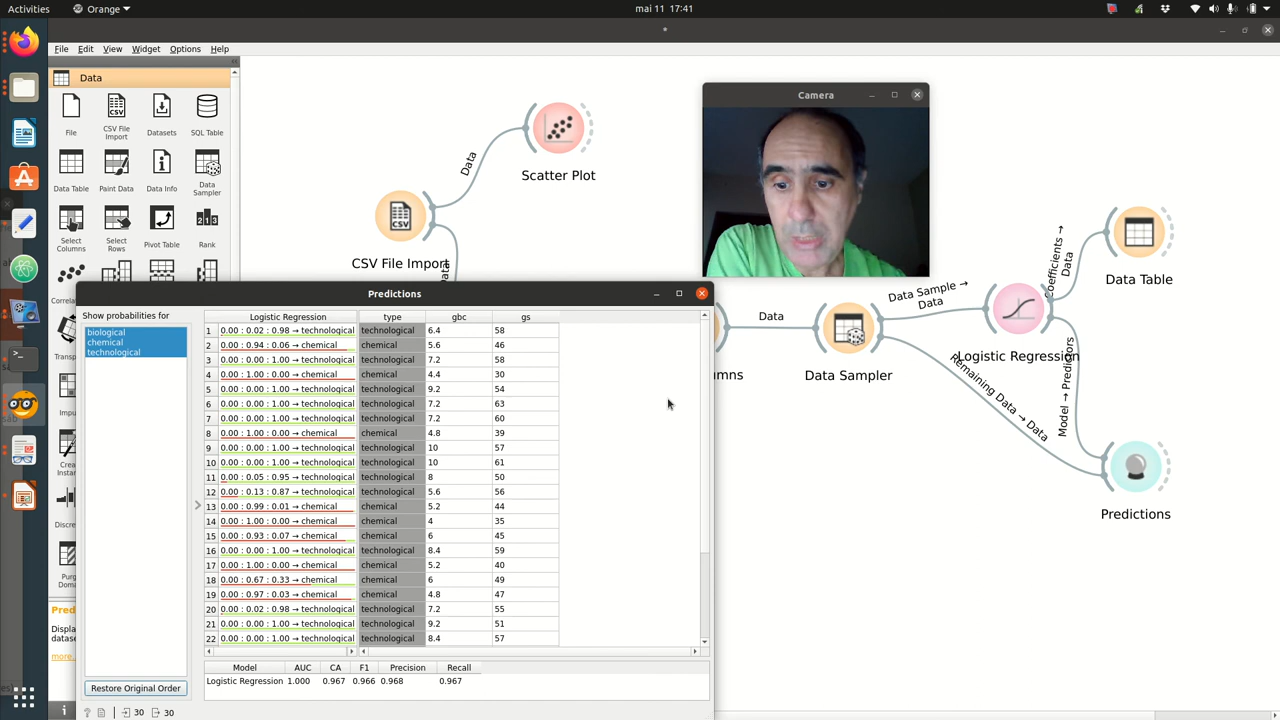 Activities
Orange
mai 11 17:41
File Edit View Widget Options Help
Data
File
CSV File Import
Datasets
SQL Table
Data Table
Paint Data
Data Info
Data Sampler
Select Columns
Select Rows
Pivot Table
Rank
Data
Scatter Plot
CSV File Import
Camera
Data
Data Sampler
Data Sample → Data
Logistic Regression
Coefficients → Data
Data Table
Model → Predictors
Remaining Data → Data
Predictions
Predictions
Show probabilities for
biological
chemical
technological
Restore Original Order
Logistic Regression type gbc gs
1 0.00 : 0.02 : 0.98 → technological technological 6.4 58
2 0.00 : 0.94 : 0.06 → chemical chemical 5.6 46
3 0.00 : 0.00 : 1.00 → technological technological 7.2 58
4 0.00 : 1.00 : 0.00 → chemical chemical 4.4 30
5 0.00 : 0.00 : 1.00 → technological technological 9.2 54
6 0.00 : 0.00 : 1.00 → technological technological 7.2 63
7 0.00 : 0.00 : 1.00 → technological technological 7.2 60
8 0.00 : 1.00 : 0.00 → chemical chemical 4.8 39
9 0.00 : 0.00 : 1.00 → technological technological 10 57
10 0.00 : 0.00 : 1.00 → technological technological 10 61
11 0.00 : 0.05 : 0.95 → technological technological 8 50
12 0.00 : 0.13 : 0.87 → technological technological 5.6 56
13 0.00 : 0.99 : 0.01 → chemical chemical 5.2 44
14 0.00 : 1.00 : 0.00 → chemical chemical 4 35
15 0.00 : 0.93 : 0.07 → chemical chemical 6 45
16 0.00 : 0.00 : 1.00 → technological technological 8.4 59
17 0.00 : 1.00 : 0.00 → chemical chemical 5.2 40
18 0.00 : 0.67 : 0.33 → chemical chemical 6 49
19 0.00 : 0.97 : 0.03 → chemical chemical 4.8 47
20 0.00 : 0.02 : 0.98 → technological technological 7.2 55
21 0.00 : 0.00 : 1.00 → technological technological 9.2 51
22 0.00 : 0.00 : 1.00 → technological technological 8.4 57
Model AUC CA F1 Precision Recall
Logistic Regression 1.000 0.967 0.966 0.968 0.967
30 30
more...